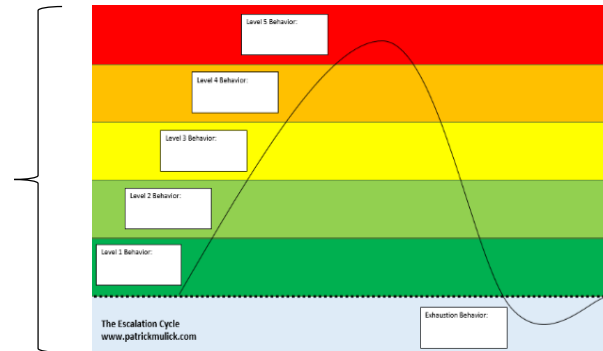 Level 5 Behavior:
Level 4 Behavior:
Level 3 Behavior:
Level 2 Behavior:
Level 1 Behavior:
The Escalation Cycle
www.patrickmulick.com
Exhaustion Behavior: